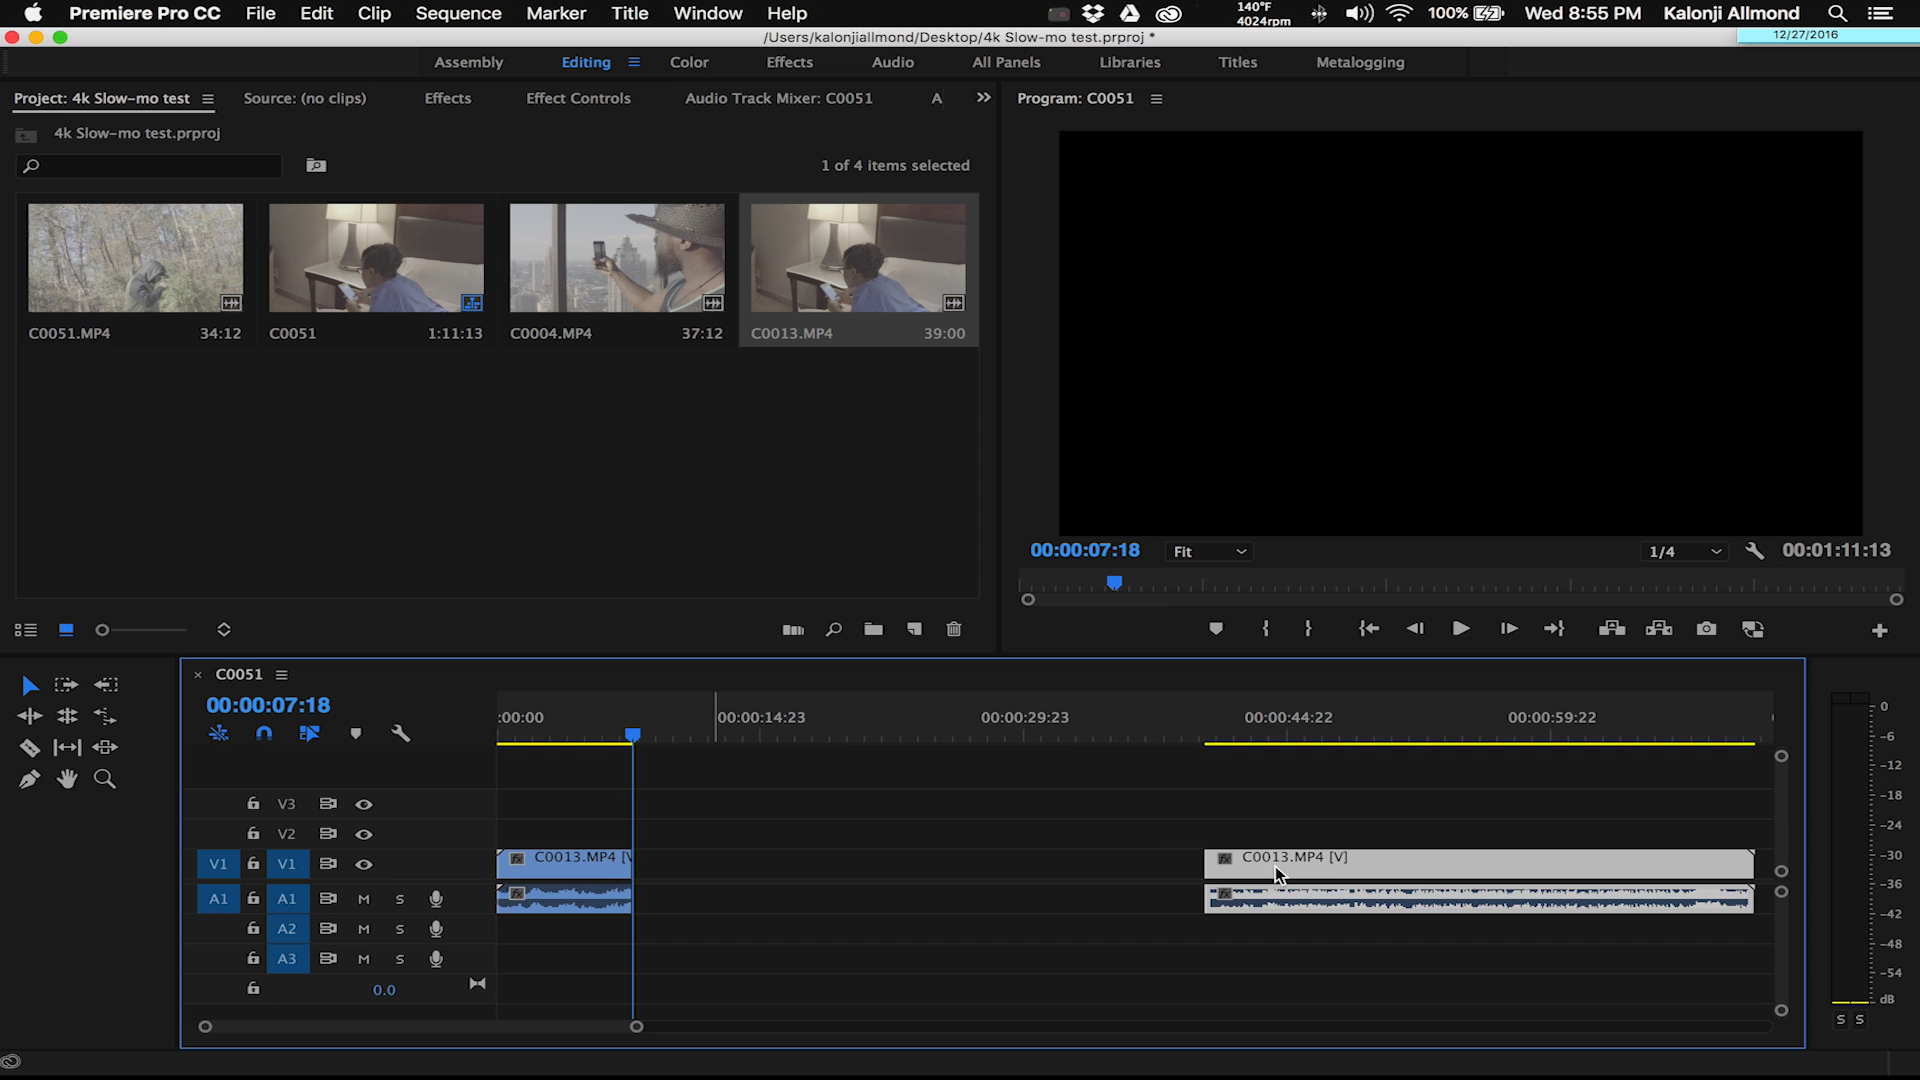 Premiere Pro CC File Edit Clip Sequence Marker Title Window Help 140°F 4024rpm 100% Wed 8:55 PM Kalonji Allmond
/Users/kalonjiallmond/Desktop/4k Slow-mo test.prproj * 12/27/2016
Assembly Editing Color Effects Audio All Panels Libraries Titles Metalogging
Project: 4k Slow-mo test Source: (no clips) Effects Effect Controls Audio Track Mixer: C0051 A Program: C0051
4k Slow-mo test.prproj
1 of 4 items selected
C0051.MP4 34:12 C0051 1:11:13 C0004.MP4 37:12 C0013.MP4 39:00
00:00:07:18 Fit 1/4 00:01:11:13
C0051
00:00:07:18
:00:00 00:00:14:23 00:00:29:23 00:00:44:22 00:00:59:22
V3
V2
V1 V1 C0013.MP4 [V C0013.MP4 [V]
A1 A1 M S
A2 M S
A3 M S
0.0
0
-6
-12
-18
-24
-30
-36
-42
-48
-54
dB
S S